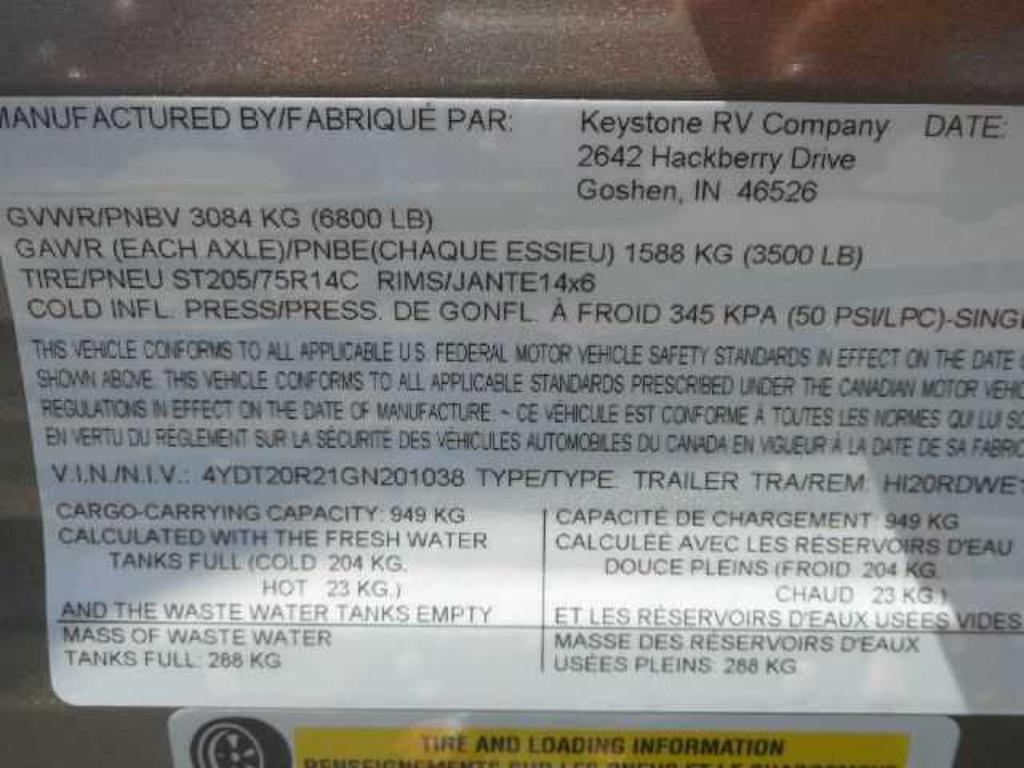 MANUFACTURED BY/FABRIQUÉ PAR: Keystone RV Company DATE:
2642 Hackberry Drive
Goshen, IN 46526
GVWR/PNBV 3084 KG (6800 LB)
GAWR (EACH AXLE)/PNBE(CHAQUE ESSIEU) 1588 KG (3500 LB)
TIRE/PNEU ST205/75R14C RIMS/JANTE14x6
COLD INFL. PRESS/PRESS. DE GONFL. À FROID 345 KPA (50 PSI/LPC)-SINGL
THIS VEHICLE CONFORMS TO ALL APPLICABLE U.S. FEDERAL MOTOR VEHICLE SAFETY STANDARDS IN EFFECT ON THE DATE
SHOWN ABOVE. THIS VEHICLE CONFORMS TO ALL APPLICABLE STANDARDS PRESCRIBED UNDER THE CANADIAN MOTOR VEHIC
REGULATIONS IN EFFECT ON THE DATE OF MANUFACTURE. ~ CE VÉHICULE EST CONFORME À TOUTES LES NORMES QUI LUI SO
EN VERTU DU RÈGLEMENT SUR LA SÉCURITÉ DES VÉHICULES AUTOMOBILES DU CANADA EN VIGUEUR À LA DATE DE SA FABRIC
V.I.N./N.I.V.: 4YDT20R21GN201038 TYPE/TYPE: TRAILER TRA/REM: HI20RDWE1
CARGO-CARRYING CAPACITY: 949 KG
CALCULATED WITH THE FRESH WATER
TANKS FULL (COLD 204 KG.
HOT 23 KG.)
AND THE WASTE WATER TANKS EMPTY
MASS OF WASTE WATER
TANKS FULL: 288 KG
CAPACITÉ DE CHARGEMENT: 949 KG
CALCULÉE AVEC LES RÉSERVOIRS D'EAU
DOUCE PLEINS (FROID 204 KG.
CHAUD 23 KG.)
ET LES RÉSERVOIRS D'EAUX USÉES VIDES
MASSE DES RÉSERVOIRS D'EAUX
USÉES PLEINS: 288 KG
TIRE AND LOADING INFORMATION
RENSEIGNEMENTS SUR LES PNEUS ET LE CHARGEMENT